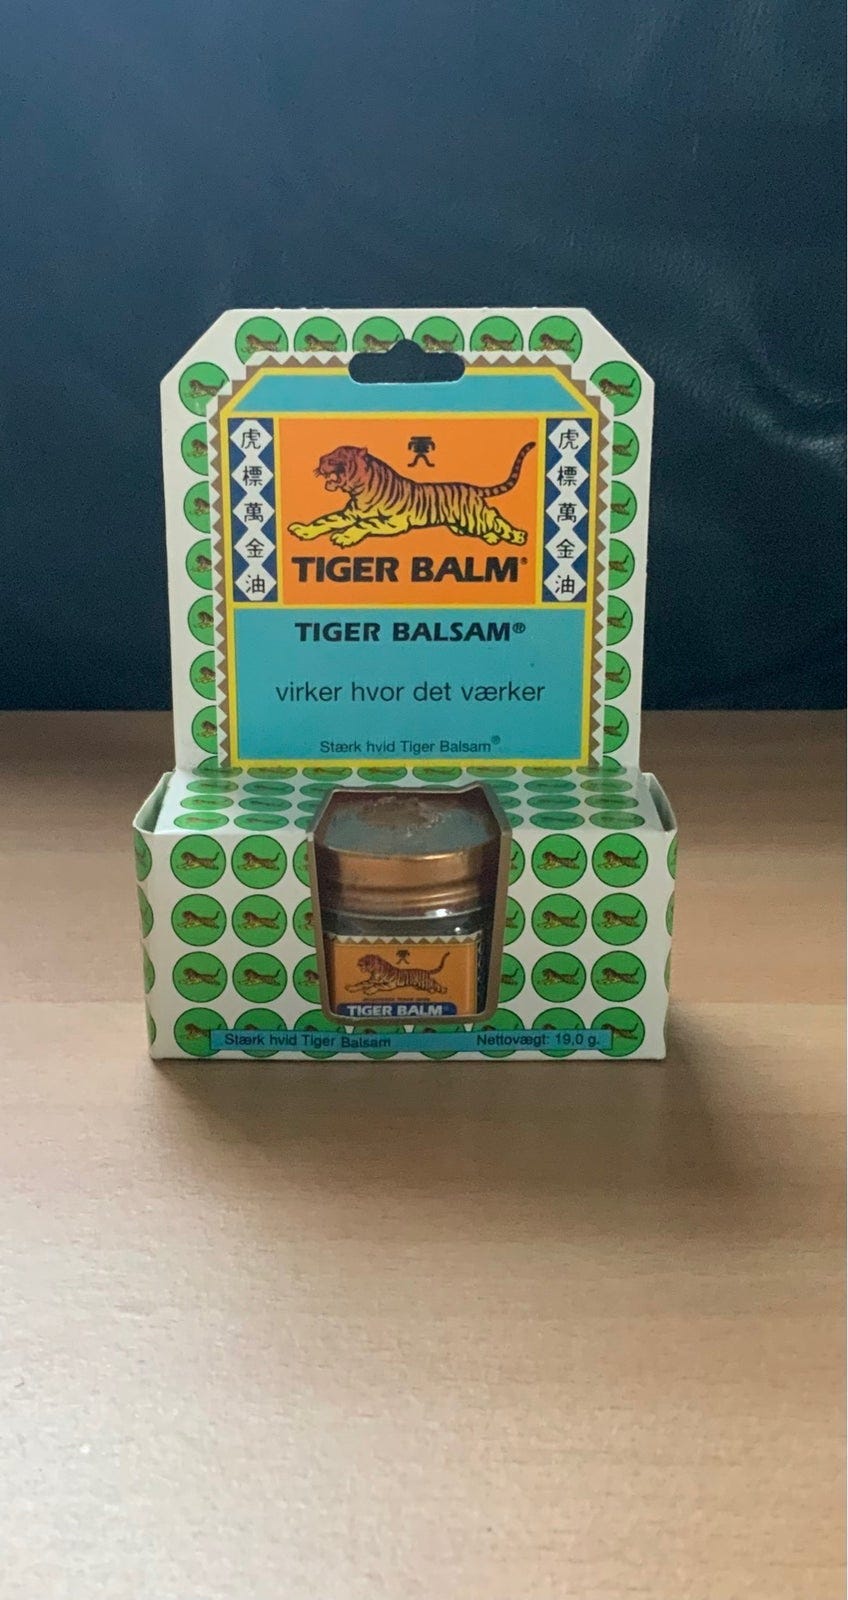 虎標萬金油
虎標萬金油
TIGER BALM®
TIGER BALSAM®
virker hvor det værker
Stærk hvid Tiger Balsam®
TIGER BALM®
Stærk hvid Tiger Balsam
Nettovægt: 19,0 g.